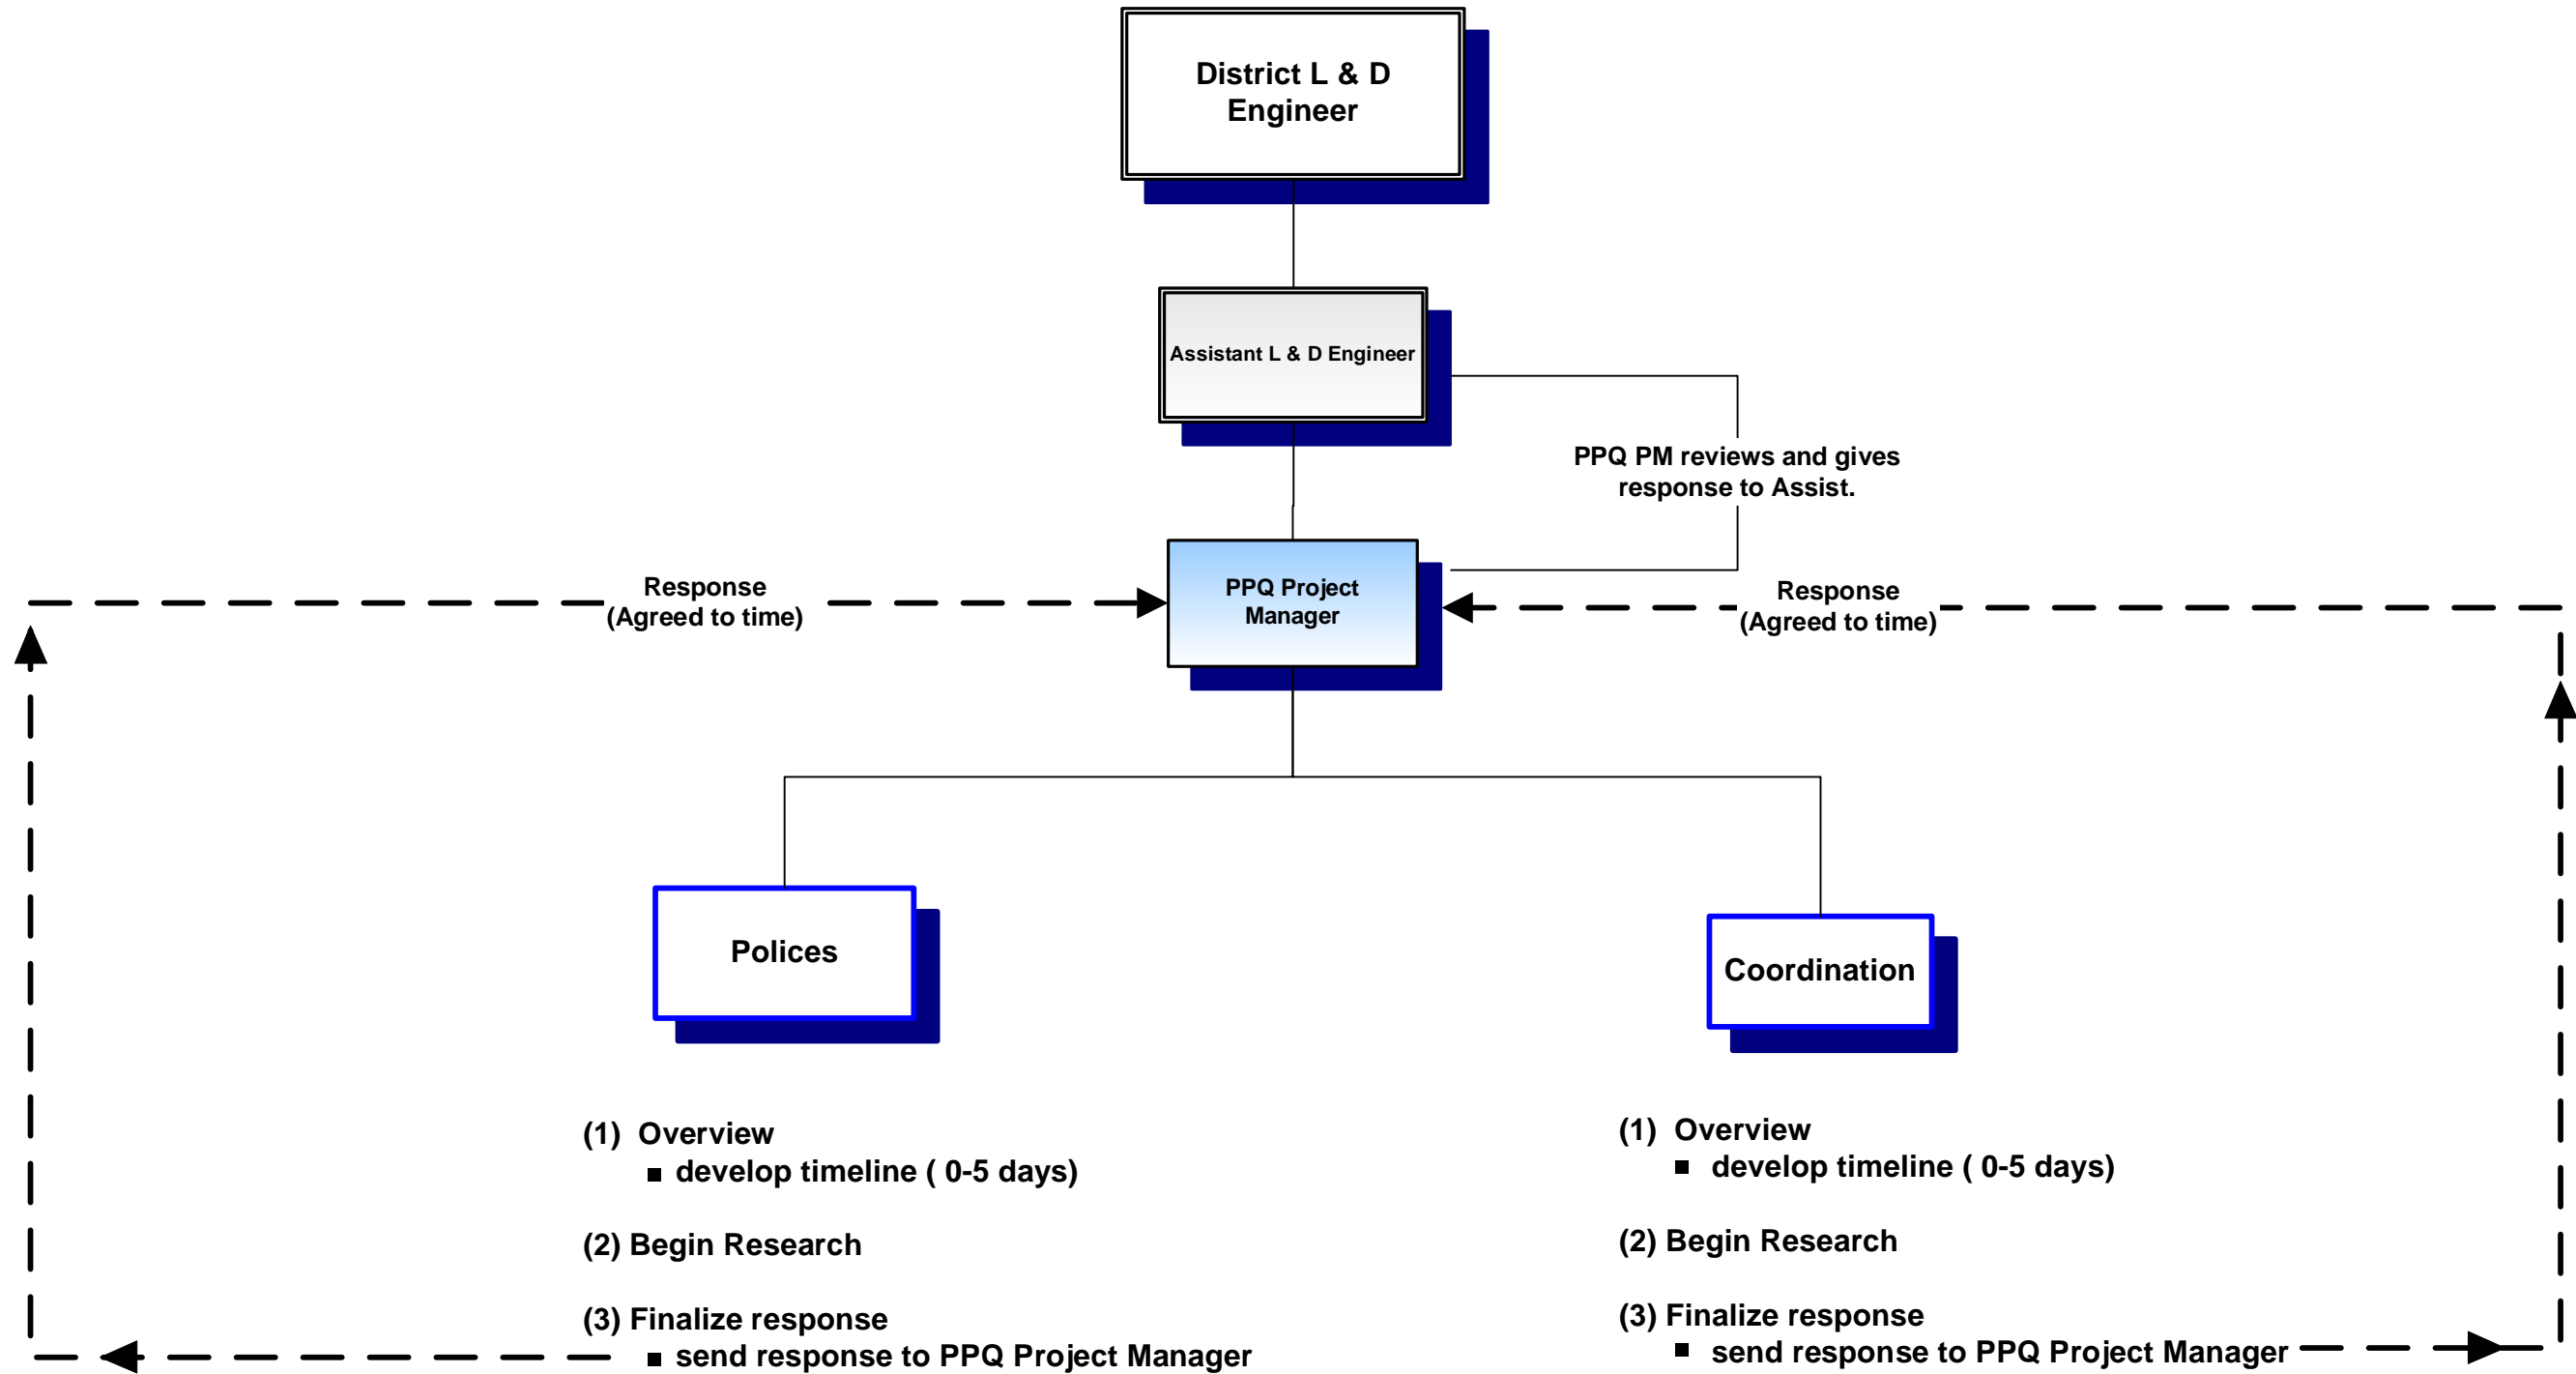 District L & D
Engineer
Assistant L & D Engineer
PPQ PM reviews and gives
response to Assist.
Response
(Agreed to time)
PPQ Project
Manager
Response
(Agreed to time)
Polices
Coordination
(1) Overview
▪ develop timeline ( 0-5 days)
(2) Begin Research
(3) Finalize response
▪ send response to PPQ Project Manager
(1) Overview
▪ develop timeline ( 0-5 days)
(2) Begin Research
(3) Finalize response
▪ send response to PPQ Project Manager